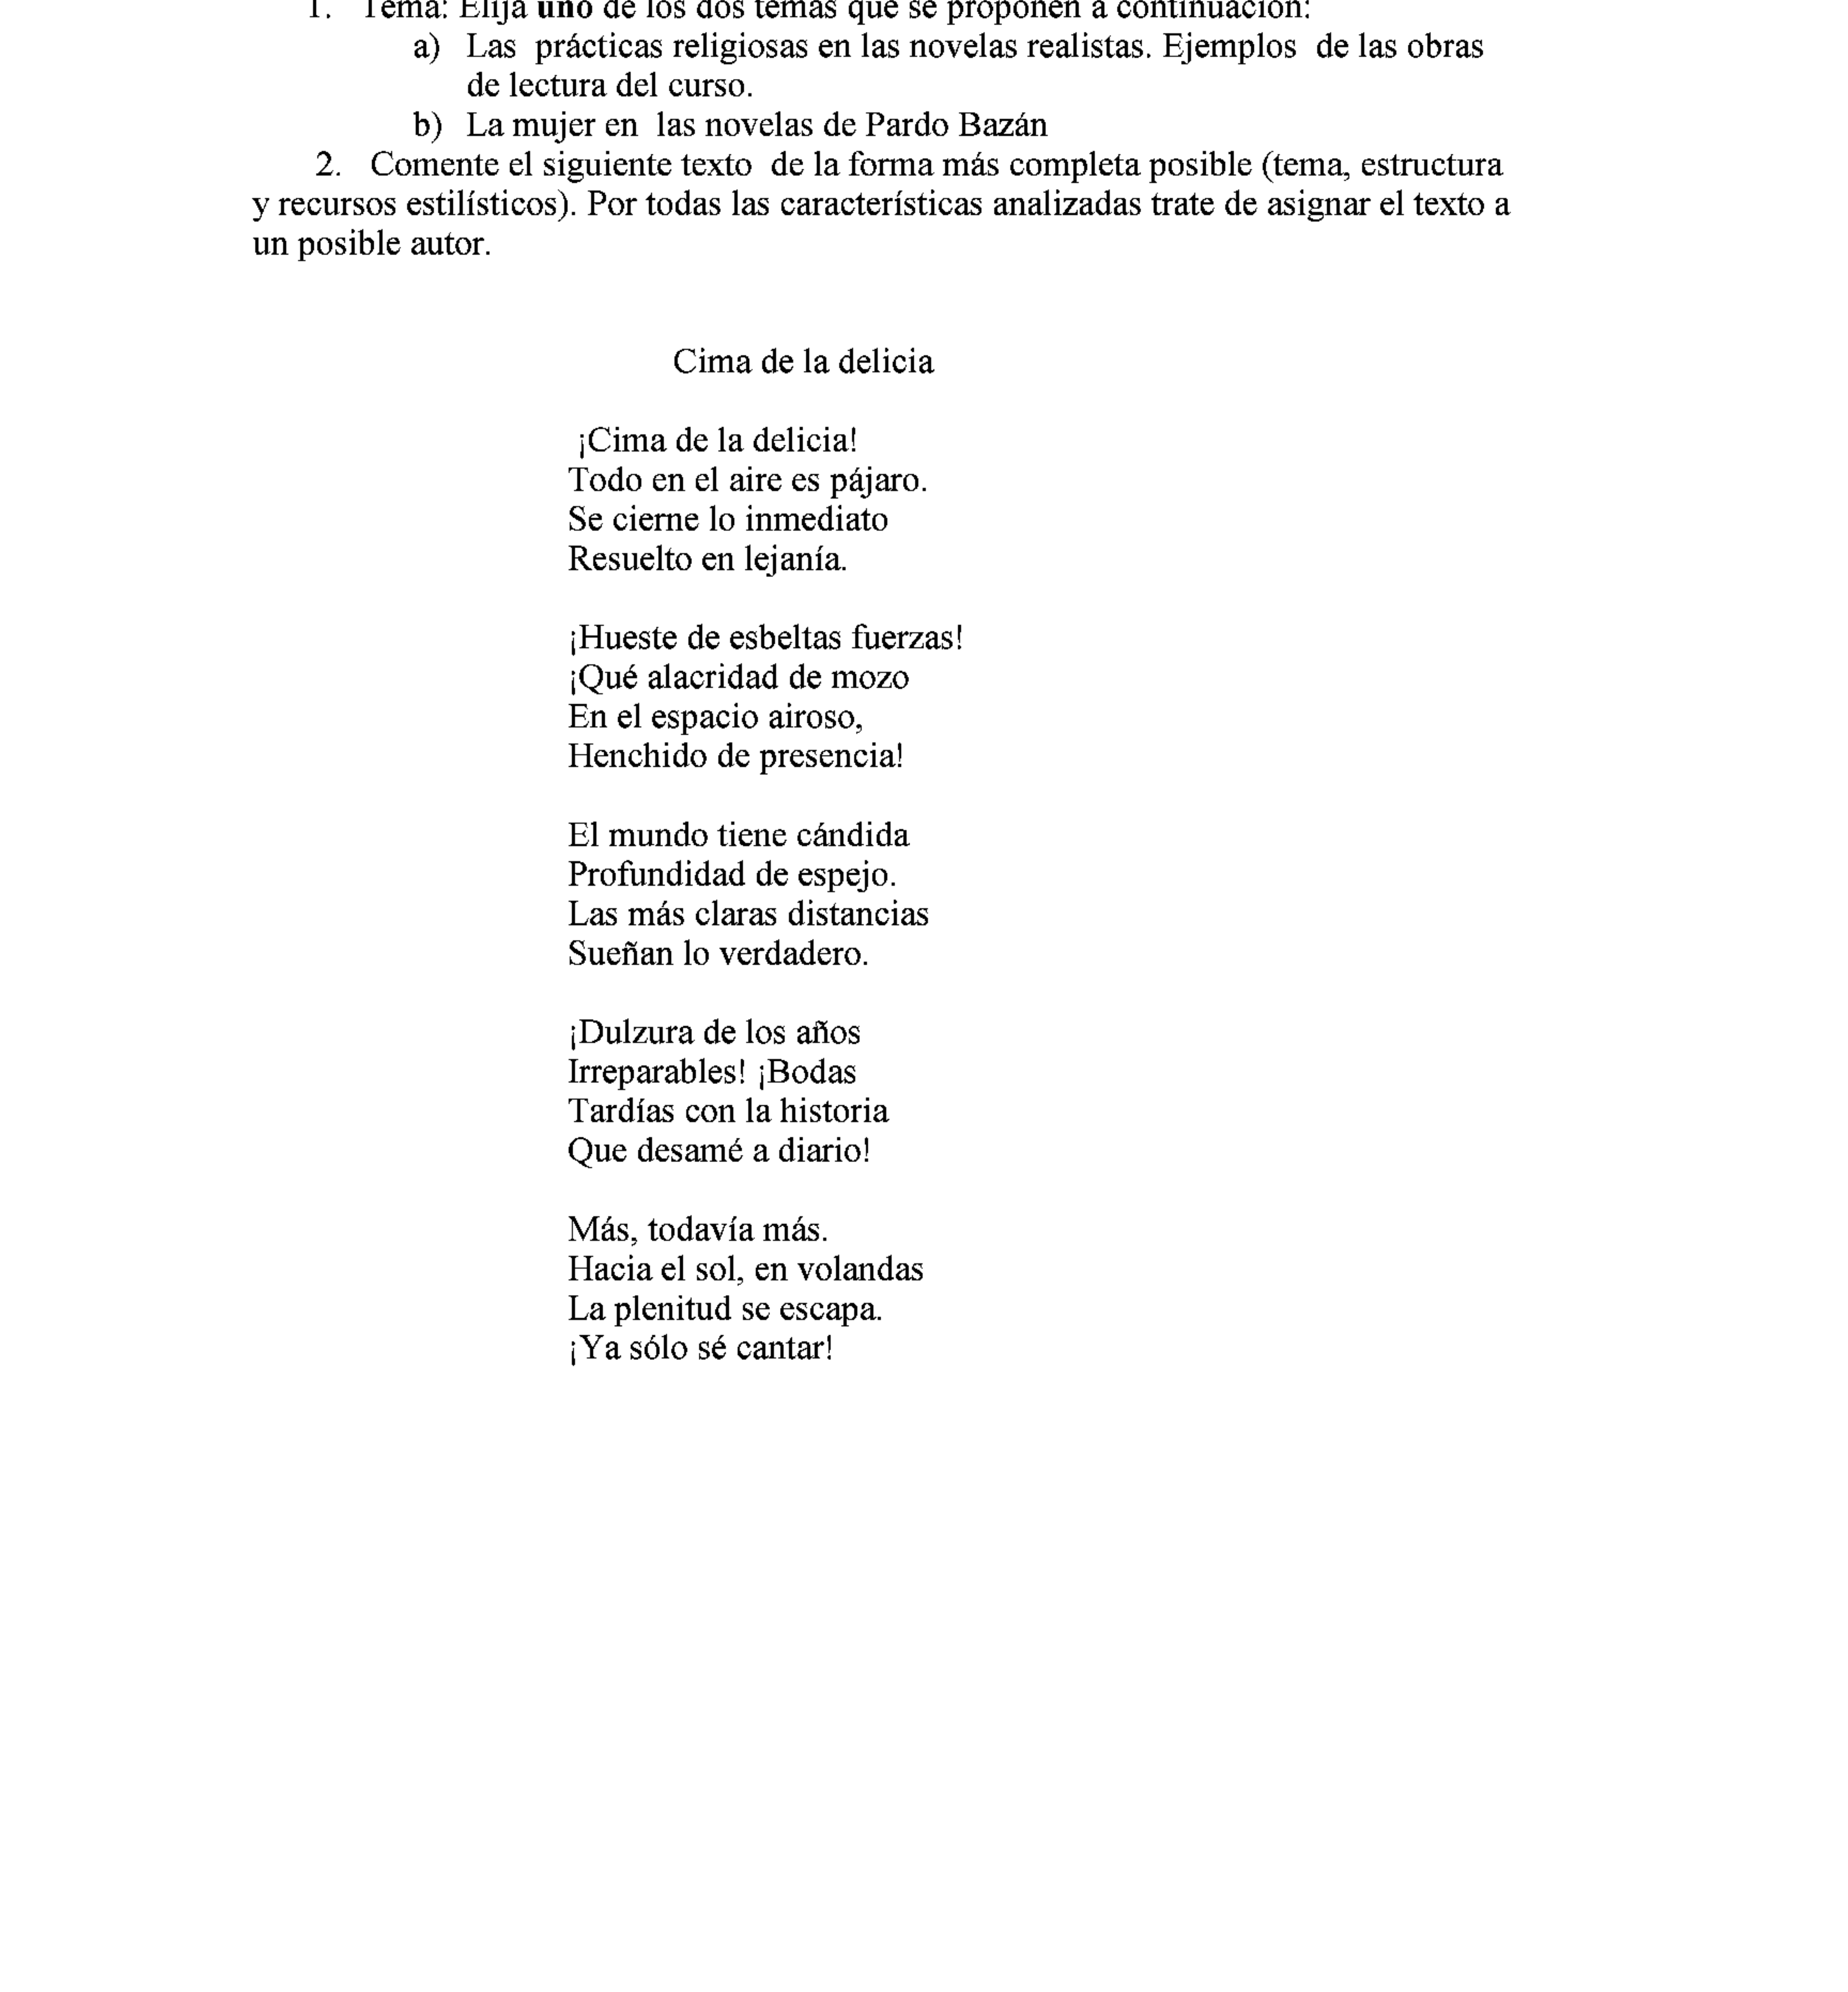 1. Tema: Elija uno de los dos temas que se proponen a continuación:
a) Las prácticas religiosas en las novelas realistas. Ejemplos de las obras
de lectura del curso.
b) La mujer en las novelas de Pardo Bazán
2. Comente el siguiente texto de la forma más completa posible (tema, estructura
y recursos estilísticos). Por todas las características analizadas trate de asignar el texto a
un posible autor.
Cima de la delicia
¡Cima de la delicia!
Todo en el aire es pájaro.
Se cierne lo inmediato
Resuelto en lejanía.
¡Hueste de esbeltas fuerzas!
¡Qué alacridad de mozo
En el espacio airoso,
Henchido de presencia!
El mundo tiene cándida
Profundidad de espejo.
Las más claras distancias
Sueñan lo verdadero.
¡Dulzura de los años
Irreparables! ¡Bodas
Tardías con la historia
Que desamé a diario!
Más, todavía más.
Hacia el sol, en volandas
La plenitud se escapa.
¡Ya sólo sé cantar!